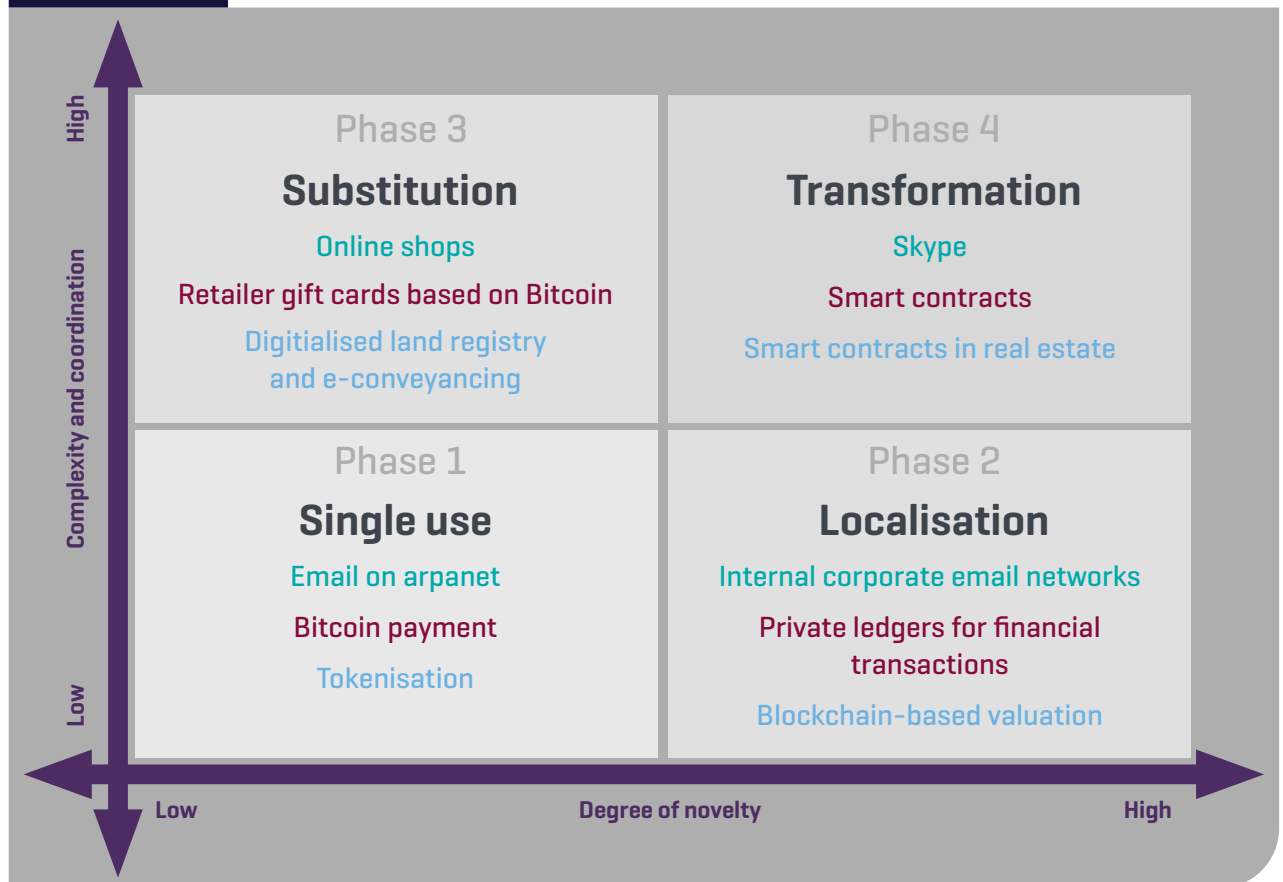 High
Complexity and coordination
Low
Phase 3
Substitution
Online shops
Retailer gift cards based on Bitcoin
Digitialised land registry
and e-conveyancing
Phase 4
Transformation
Skype
Smart contracts
Smart contracts in real estate
Phase 1
Single use
Email on arpanet
Bitcoin payment
Tokenisation
Phase 2
Localisation
Internal corporate email networks
Private ledgers for financial
transactions
Blockchain-based valuation
Low
Degree of novelty
High